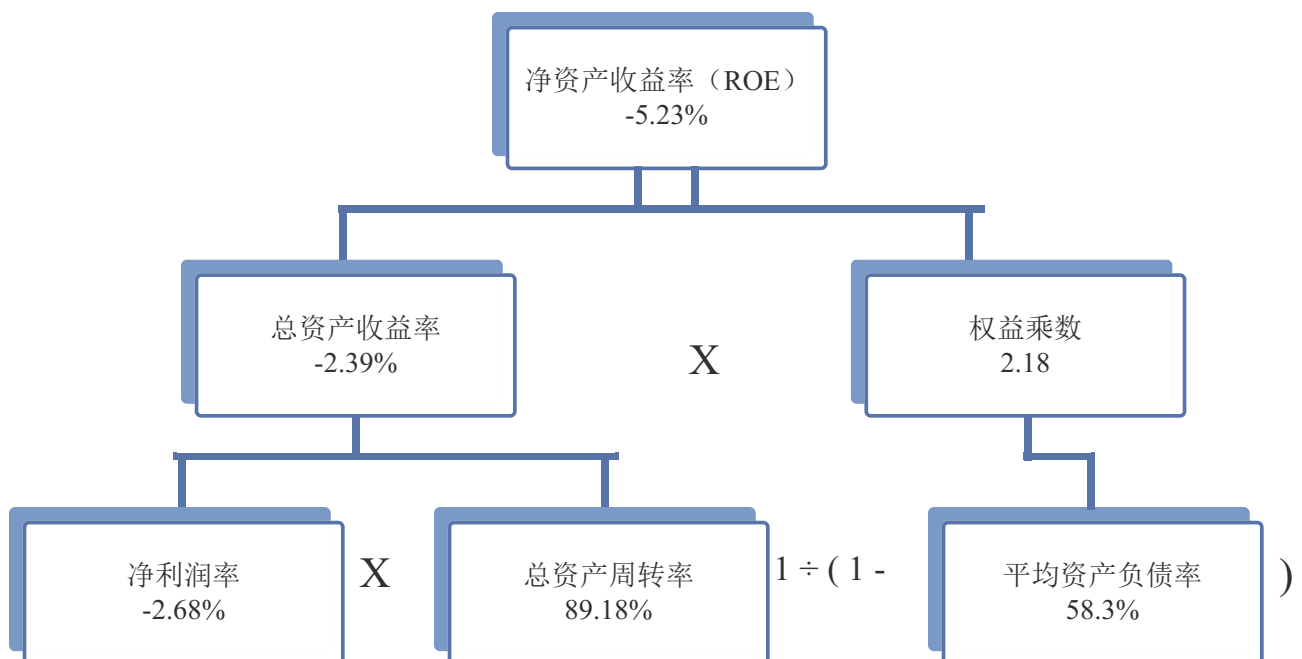 净资产收益率（ROE）
-5.23%
总资产收益率
-2.39%
X
权益乘数
2.18
净利润率
-2.68%
X
总资产周转率
89.18%
1 ÷ ( 1 -
平均资产负债率
58.3%
)